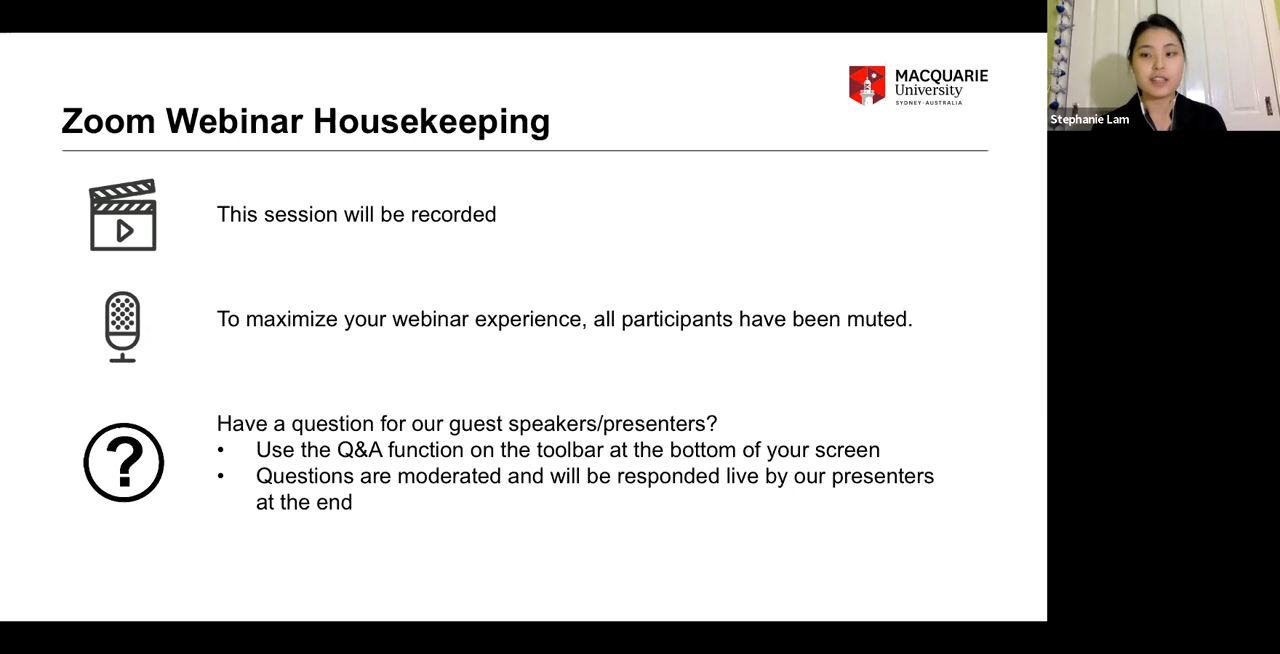 MACQUARIE
University
SYDNEY·AUSTRALIA
Zoom Webinar Housekeeping
This session will be recorded
To maximize your webinar experience, all participants have been muted.
Have a question for our guest speakers/presenters?
• Use the Q&A function on the toolbar at the bottom of your screen
• Questions are moderated and will be responded live by our presenters
at the end
Stephanie Lam